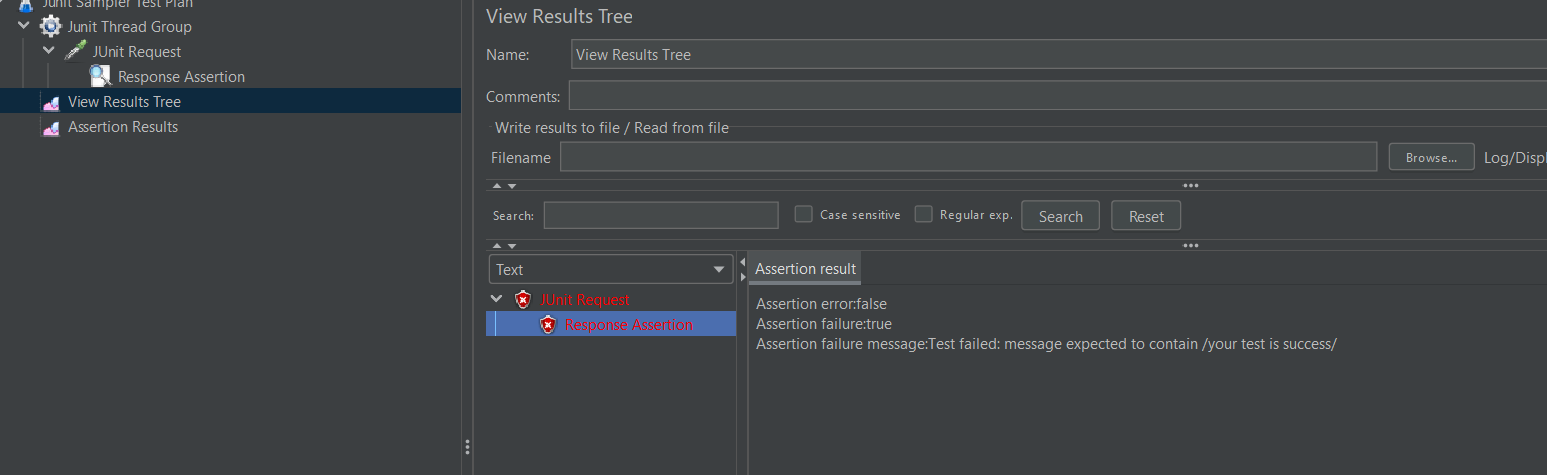 Junit Sampler Test Plan
Junit Thread Group
JUnit Request
Response Assertion
View Results Tree
Assertion Results
View Results Tree
Name: View Results Tree
Comments:
Write results to file / Read from file
Filename Browse... Log/Displ
Search: Case sensitive Regular exp. Search Reset
Text
JUnit Request
Response Assertion
Assertion result
Assertion error:false
Assertion failure:true
Assertion failure message:Test failed: message expected to contain /your test is success/